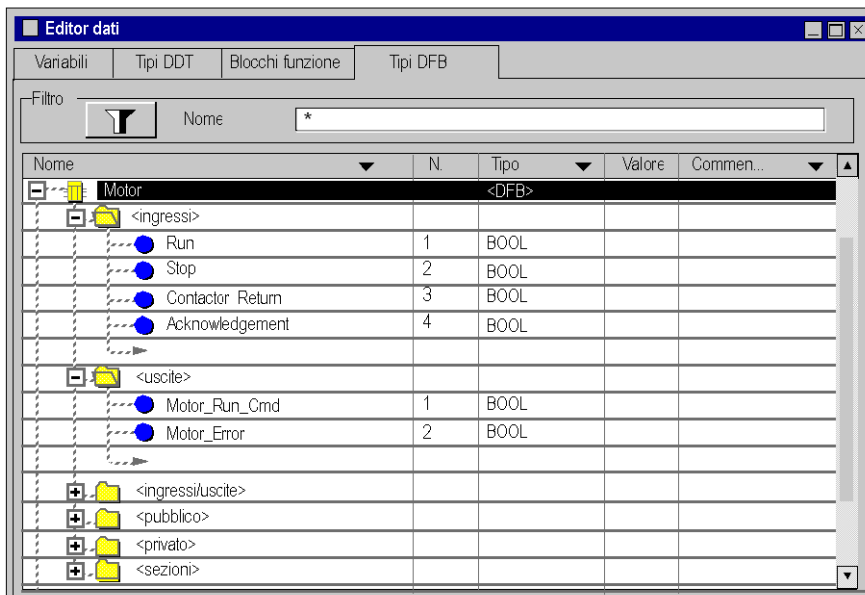 Editor dati
Variabili Tipi DDT Blocchi funzione Tipi DFB
Filtro
Nome *
Nome N. Tipo Valore Commen...
Motor <DFB>
<ingressi>
Run 1 BOOL
Stop 2 BOOL
Contactor Return 3 BOOL
Acknowledgement 4 BOOL
<uscite>
Motor_Run_Cmd 1 BOOL
Motor_Error 2 BOOL
<ingressi/uscite>
<pubblico>
<privato>
<sezioni>